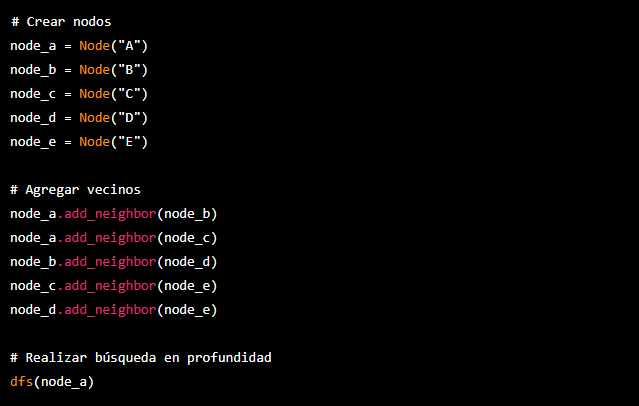 # Crear nodos
node_a = Node("A")
node_b = Node("B")
node_c = Node("C")
node_d = Node("D")
node_e = Node("E")
# Agregar vecinos
node_a.add_neighbor(node_b)
node_a.add_neighbor(node_c)
node_b.add_neighbor(node_d)
node_c.add_neighbor(node_e)
node_d.add_neighbor(node_e)
# Realizar búsqueda en profundidad
dfs(node_a)